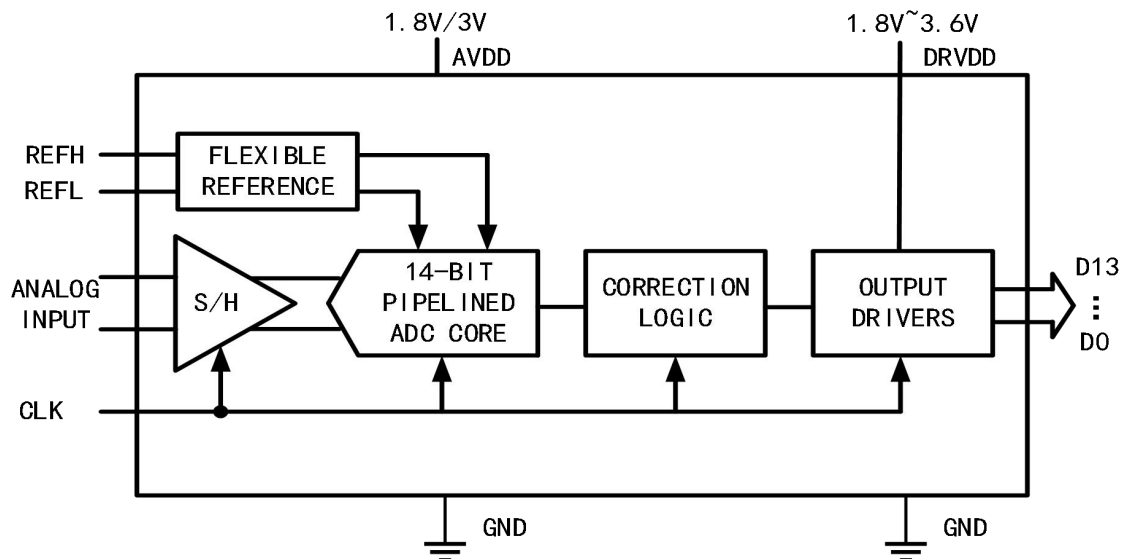 1.8V/3V
1.8V~3.6V
AVDD
DRVDD
REFH
REFL
FLEXIBLE
REFERENCE
ANALOG
INPUT
S/H
14-BIT
PIPELINED
ADC CORE
CORRECTION
LOGIC
OUTPUT
DRIVERS
D13
⋮
D0
CLK
GND
GND